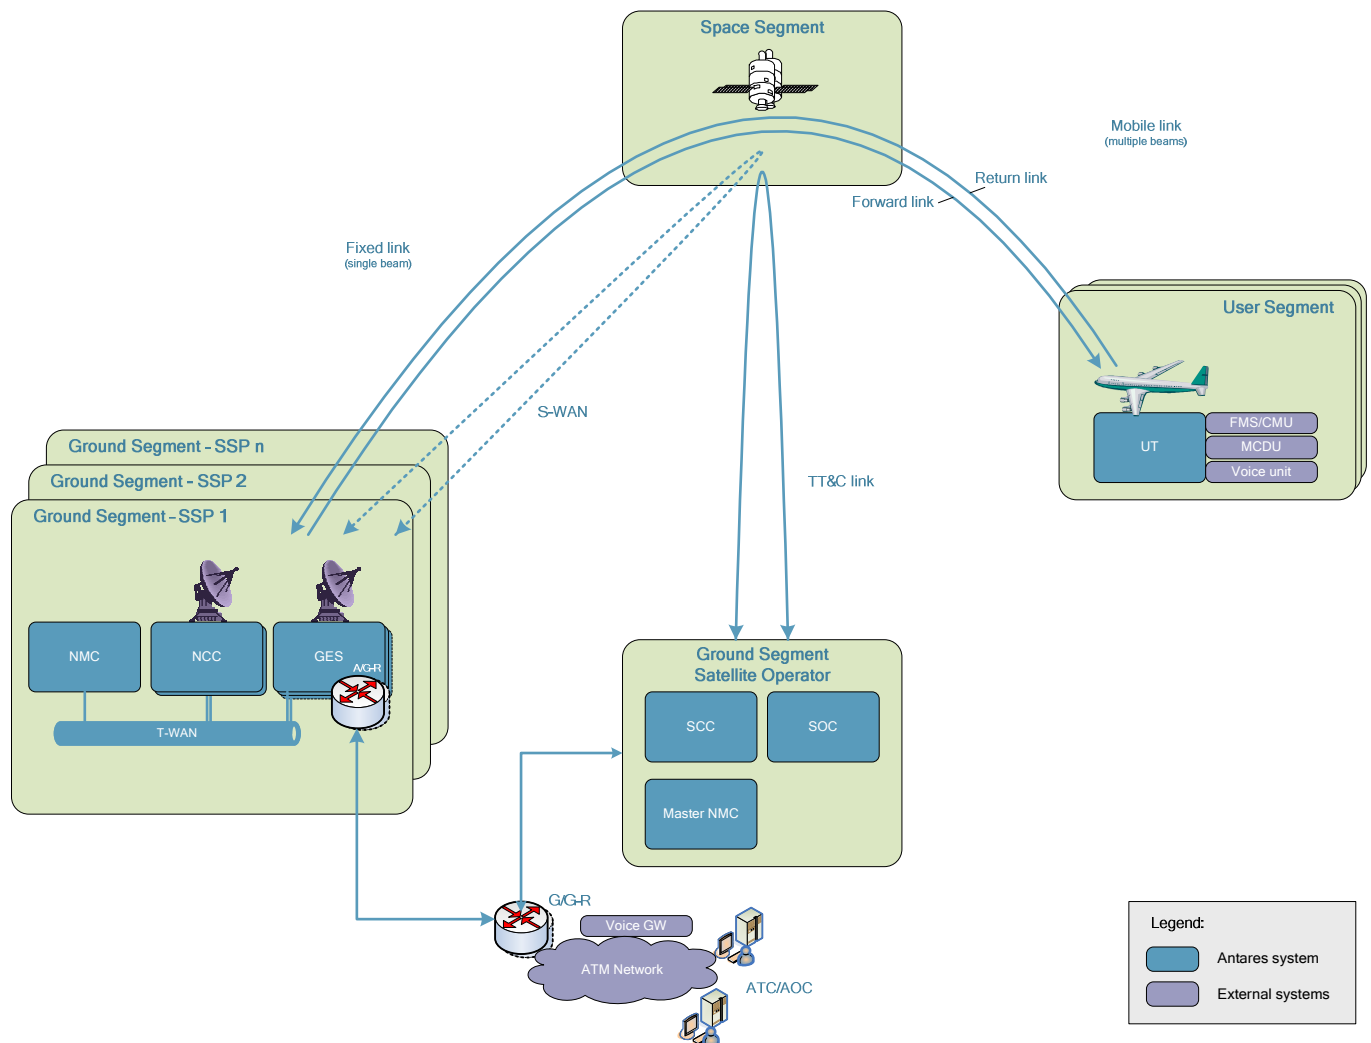 Space Segment
Mobile link
(multiple beams)
Return link
Forward link
Fixed link
(single beam)
User Segment
S-WAN
FMS/CMU
UT
MCDU
Voice unit
TT&C link
Ground Segment - SSP n
Ground Segment - SSP 2
Ground Segment - SSP 1
NMC
NCC
GES
A/G-R
T-WAN
Ground Segment
Satellite Operator
SCC
SOC
Master NMC
G/G-R
Voice GW
ATM Network
ATC/AOC
Legend:
Antares system
External systems